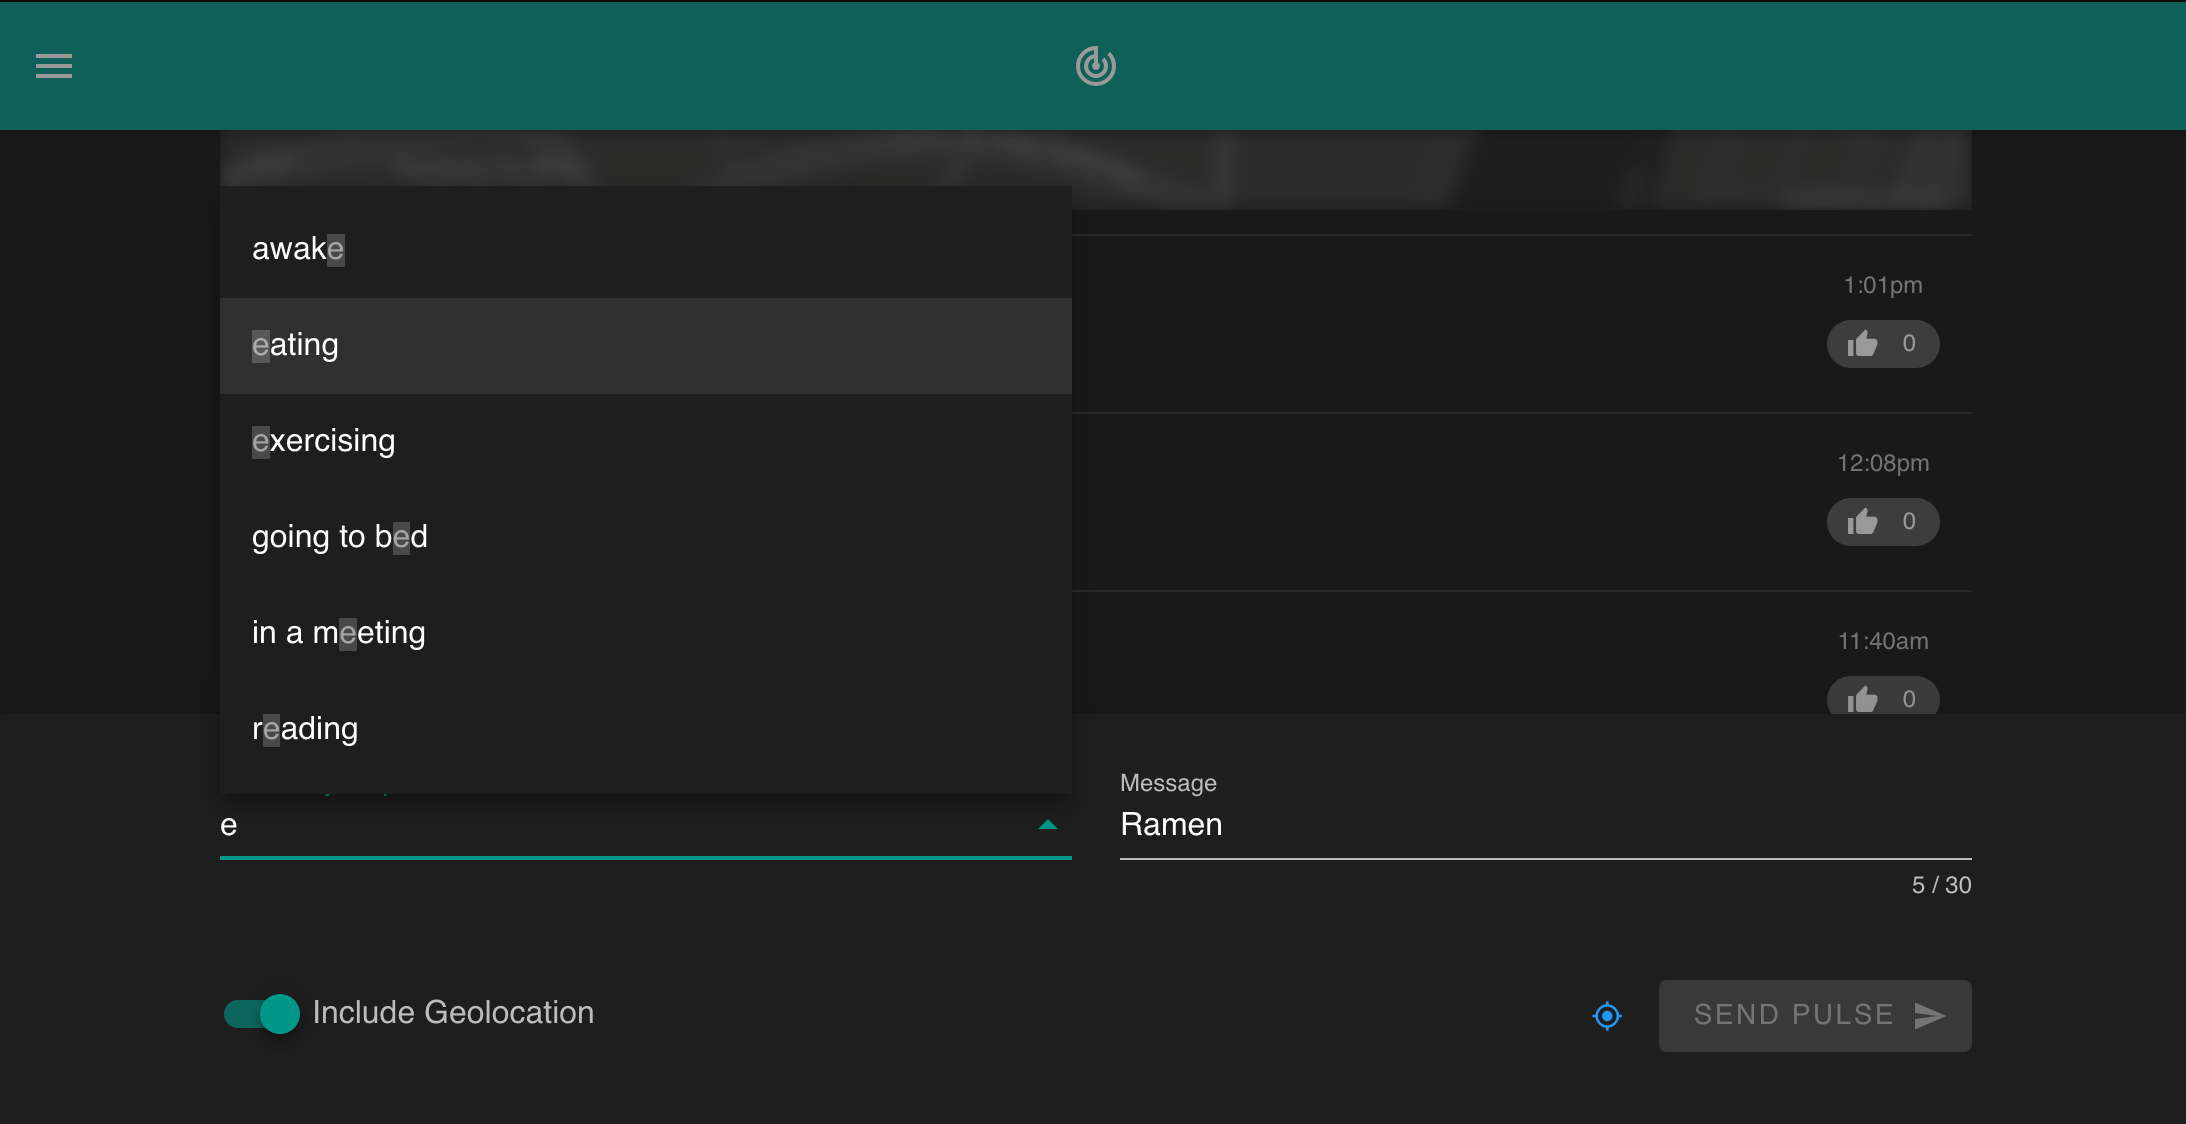 awake
eating
exercising
going to bed
in a meeting
reading
1:01pm
0
12:08pm
0
11:40am
0
e
Message
Ramen
5 / 30
Include Geolocation
SEND PULSE